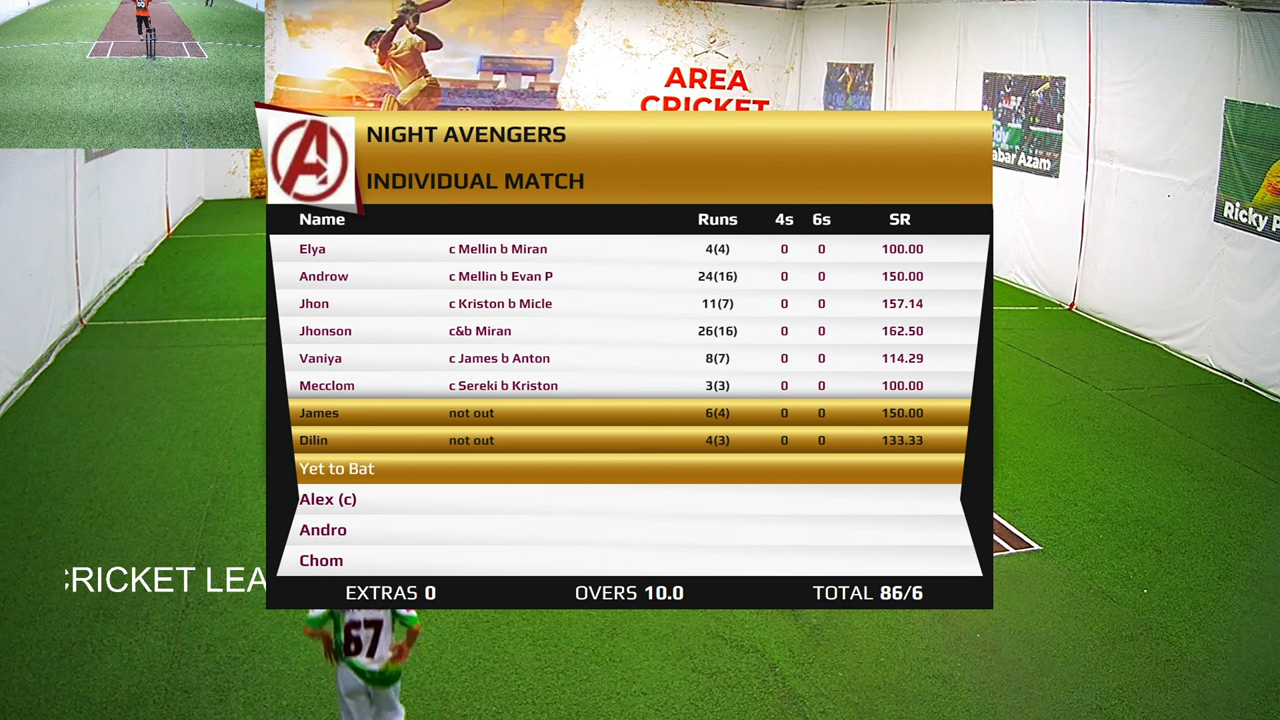 AREA
CRICKET
abar Azam
Ricky P
NIGHT AVENGERS
INDIVIDUAL MATCH
Name Runs 4s 6s SR
Elya c Mellin b Miran 4(4) 0 0 100.00
Androw c Mellin b Evan P 24(16) 0 0 150.00
Jhon c Kriston b Micle 11(7) 0 0 157.14
Jhonson c&b Miran 26(16) 0 0 162.50
Vaniya c James b Anton 8(7) 0 0 114.29
Mecclom c Sereki b Kriston 3(3) 0 0 100.00
James not out 6(4) 0 0 150.00
Dilin not out 4(3) 0 0 133.33
Yet to Bat
Alex (c)
Andro
Chom
EXTRAS 0 OVERS 10.0 TOTAL 86/6
CRICKET LEA
67